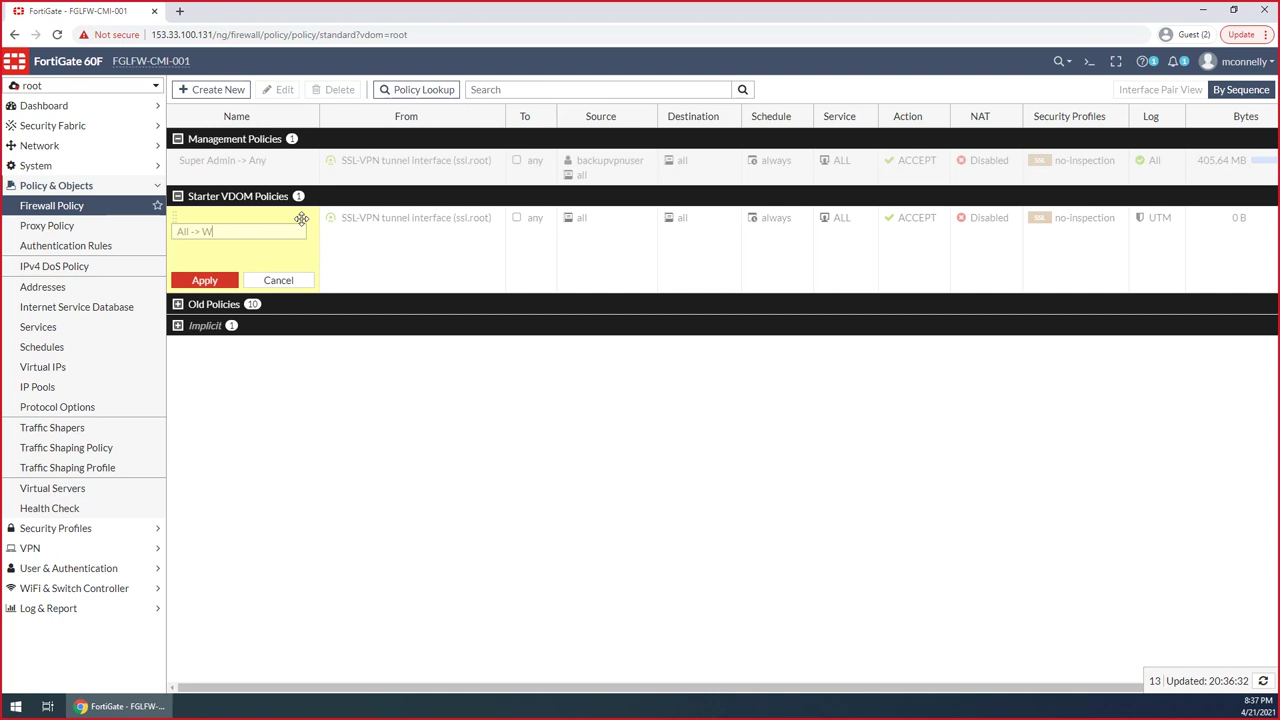 FortiGate - FGLFW-CMI-001
Not secure 153.33.100.131/ng/firewall/policy/policy/standard?vdom=root Guest (2) Update
FortiGate 60F FGLFW-CMI-001 1 1 mconnelly
root Create New Edit Delete Policy Lookup Search Interface Pair View By Sequence
Dashboard
Security Fabric
Network
System
Policy & Objects
Firewall Policy
Proxy Policy
Authentication Rules
IPv4 DoS Policy
Addresses
Internet Service Database
Services
Schedules
Virtual IPs
IP Pools
Protocol Options
Traffic Shapers
Traffic Shaping Policy
Traffic Shaping Profile
Virtual Servers
Health Check
Security Profiles
VPN
User & Authentication
WiFi & Switch Controller
Log & Report
Name From To Source Destination Schedule Service Action NAT Security Profiles Log Bytes
Management Policies 1
Super Admin -> Any SSL-VPN tunnel interface (ssl.root) any backupvpnuser all always ALL ACCEPT Disabled SSL no-inspection All 405.64 MB
all
Starter VDOM Policies 1
SSL-VPN tunnel interface (ssl.root) any all all always ALL ACCEPT Disabled SSL no-inspection UTM 0 B
All -> W
Apply Cancel
Old Policies 10
Implicit 1
13 Updated: 20:36:32
FortiGate - FGLFW-... 8:37 PM
4/21/2021